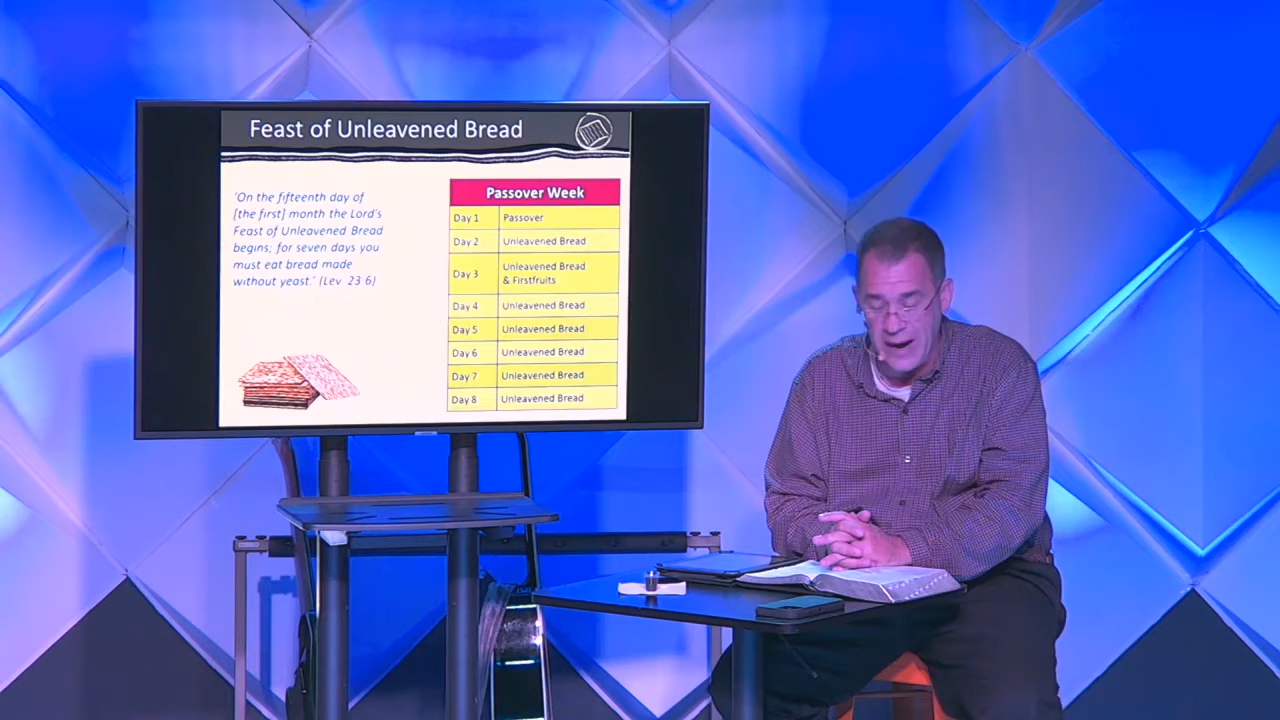 Feast of Unleavened Bread
'On the fifteenth day of
[the first] month the Lord's
Feast of Unleavened Bread
begins; for seven days you
must eat bread made
without yeast.' (Lev 23 6)
Passover Week
Day 1 Passover
Day 2 Unleavened Bread
Day 3 Unleavened Bread
& Firstfruits
Day 4 Unleavened Bread
Day 5 Unleavened Bread
Day 6 Unleavened Bread
Day 7 Unleavened Bread
Day 8 Unleavened Bread